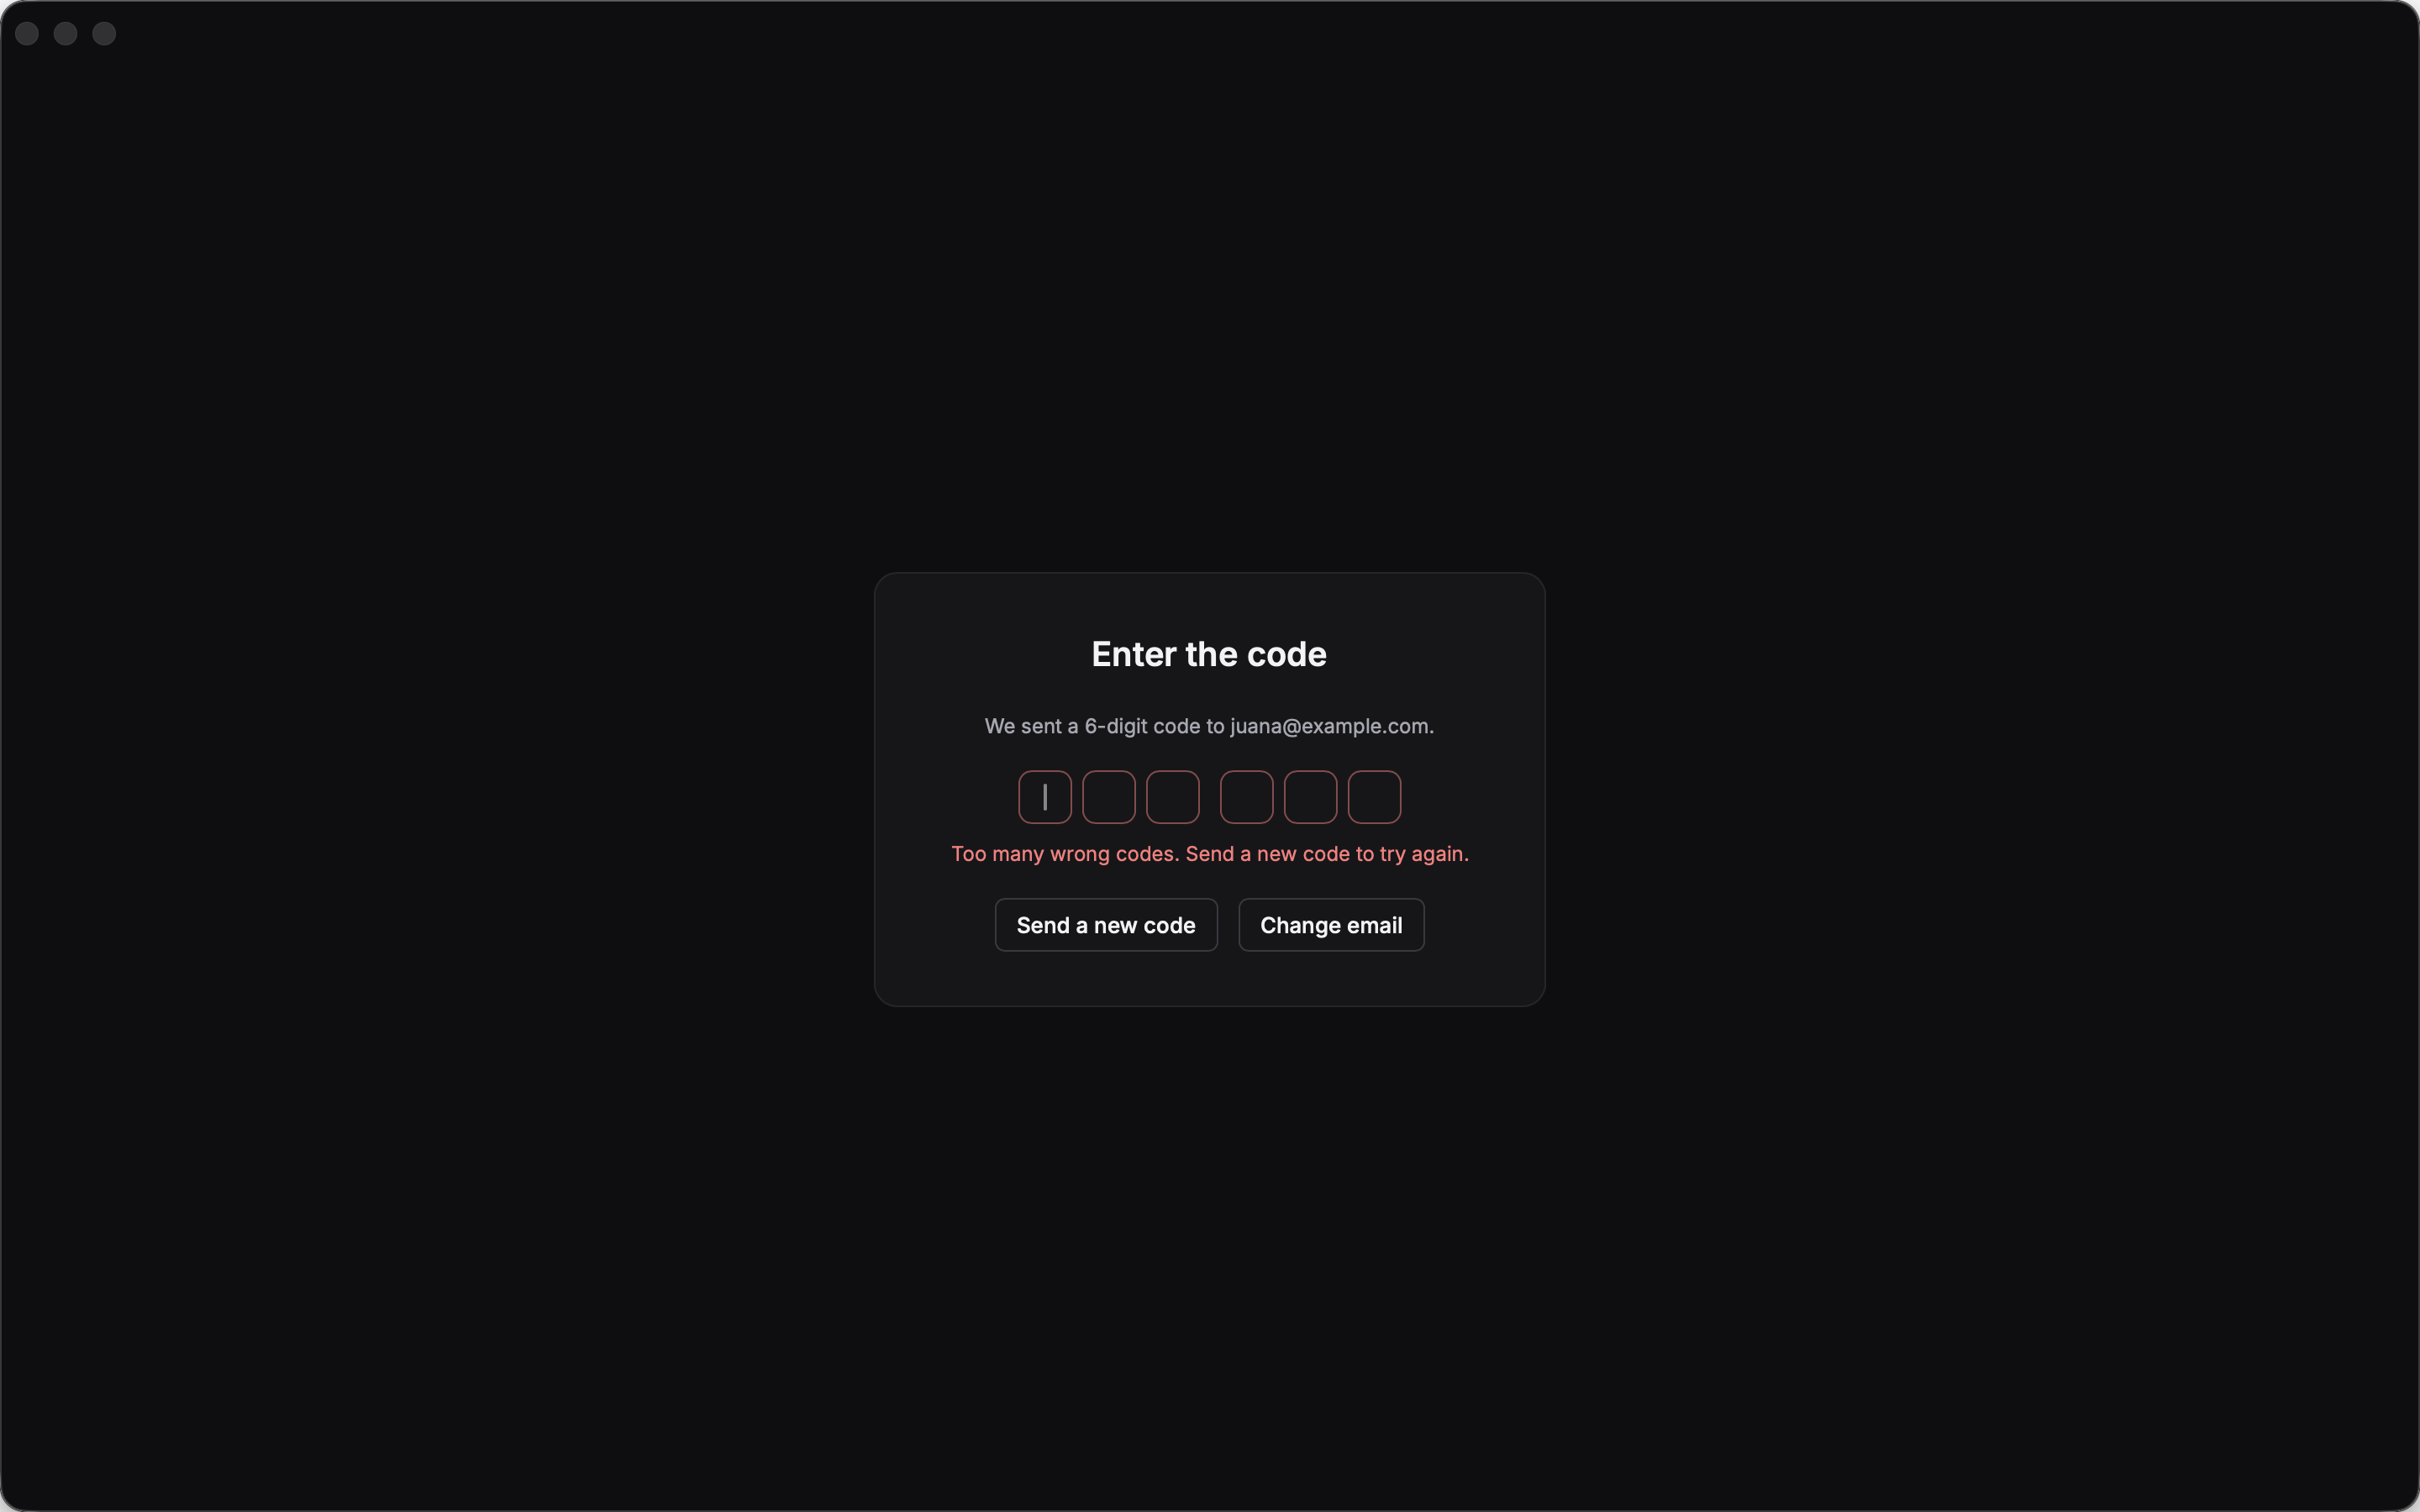 Enter the code
We sent a 6-digit code to juana@example.com.
Too many wrong codes. Send a new code to try again.
Send a new code
Change email